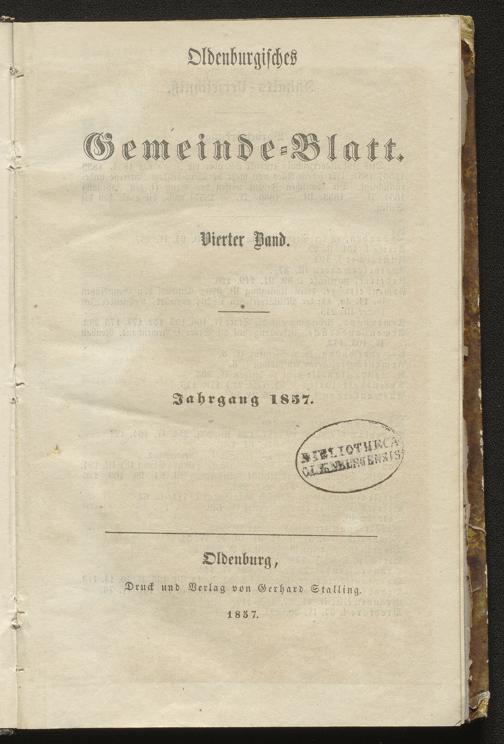 Oldenburgisches
Gemeinde-Blatt.
Vierter Band.
Jahrgang 1857.
BIBLIOTHECA
OLDENBURGENSIS
Oldenburg,
Druck und Verlag von Gerhard Stalling.
1857.